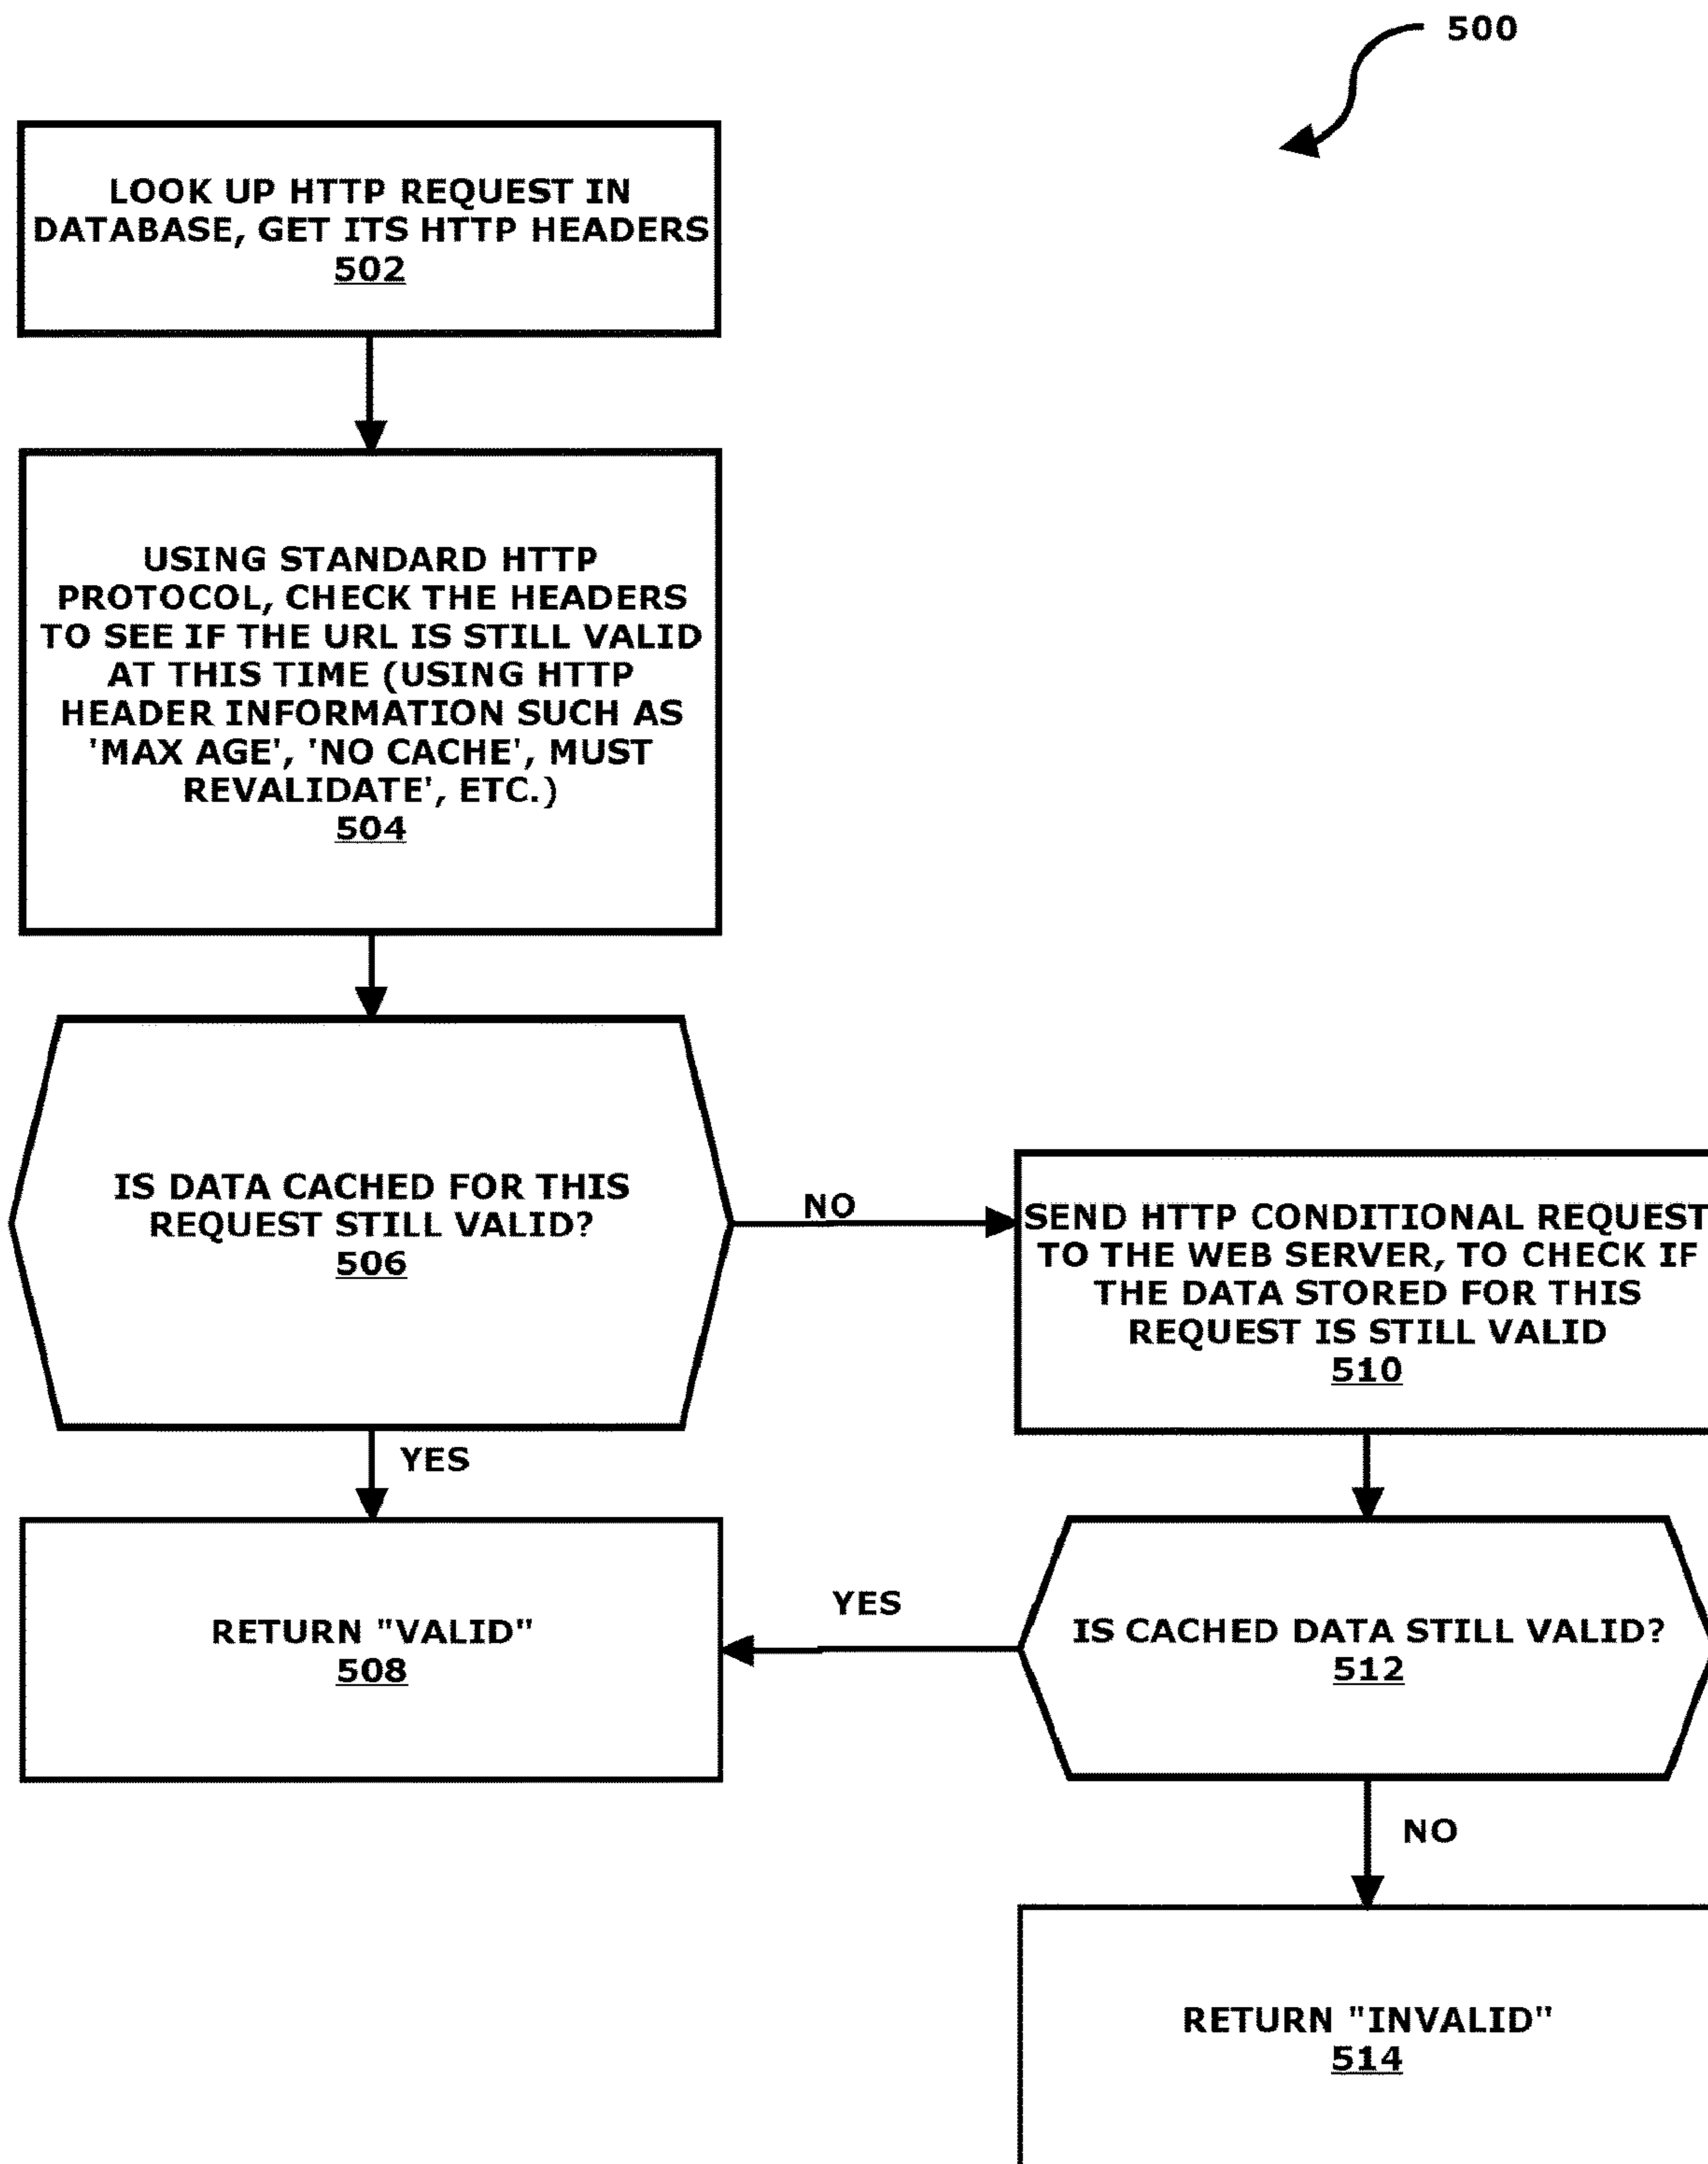 500
LOOK UP HTTP REQUEST IN
DATABASE, GET ITS HTTP HEADERS
502
USING STANDARD HTTP
PROTOCOL, CHECK THE HEADERS
TO SEE IF THE URL IS STILL VALID
AT THIS TIME (USING HTTP
HEADER INFORMATION SUCH AS
'MAX AGE', 'NO CACHE', MUST
REVALIDATE', ETC.)
504
IS DATA CACHED FOR THIS
REQUEST STILL VALID?
506
NO
SEND HTTP CONDITIONAL REQUEST
TO THE WEB SERVER, TO CHECK IF
THE DATA STORED FOR THIS
REQUEST IS STILL VALID
510
YES
RETURN "VALID"
508
YES
IS CACHED DATA STILL VALID?
512
NO
RETURN "INVALID"
514